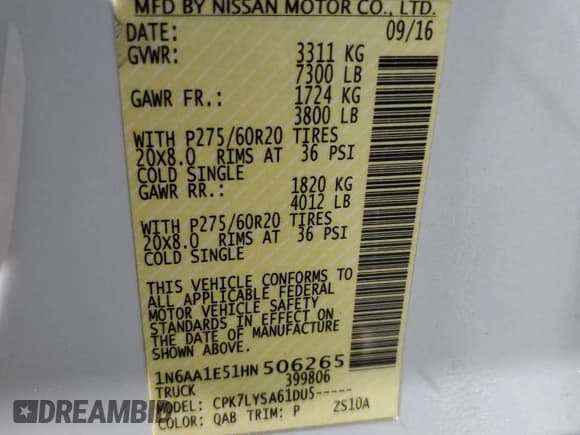 MFD BY NISSAN MOTOR CO., LTD.
DATE: 09/16
GVWR: 3311 KG
7300 LB
GAWR FR.: 1724 KG
3800 LB
WITH P275/60R20 TIRES
20X8.0 RIMS AT 36 PSI
COLD SINGLE
GAWR RR.: 1820 KG
4012 LB
WITH P275/60R20 TIRES
20X8.0 RIMS AT 36 PSI
COLD SINGLE
THIS VEHICLE CONFORMS TO
ALL APPLICABLE FEDERAL
MOTOR VEHICLE SAFETY
STANDARDS IN EFFECT ON
THE DATE OF MANUFACTURE
SHOWN ABOVE.
1N6AA1E51HN 506265
TRUCK 399806
MODEL: CPK7LYSA61DU5-----
COLOR: QAB TRIM: P ZS10A
DREAMBID